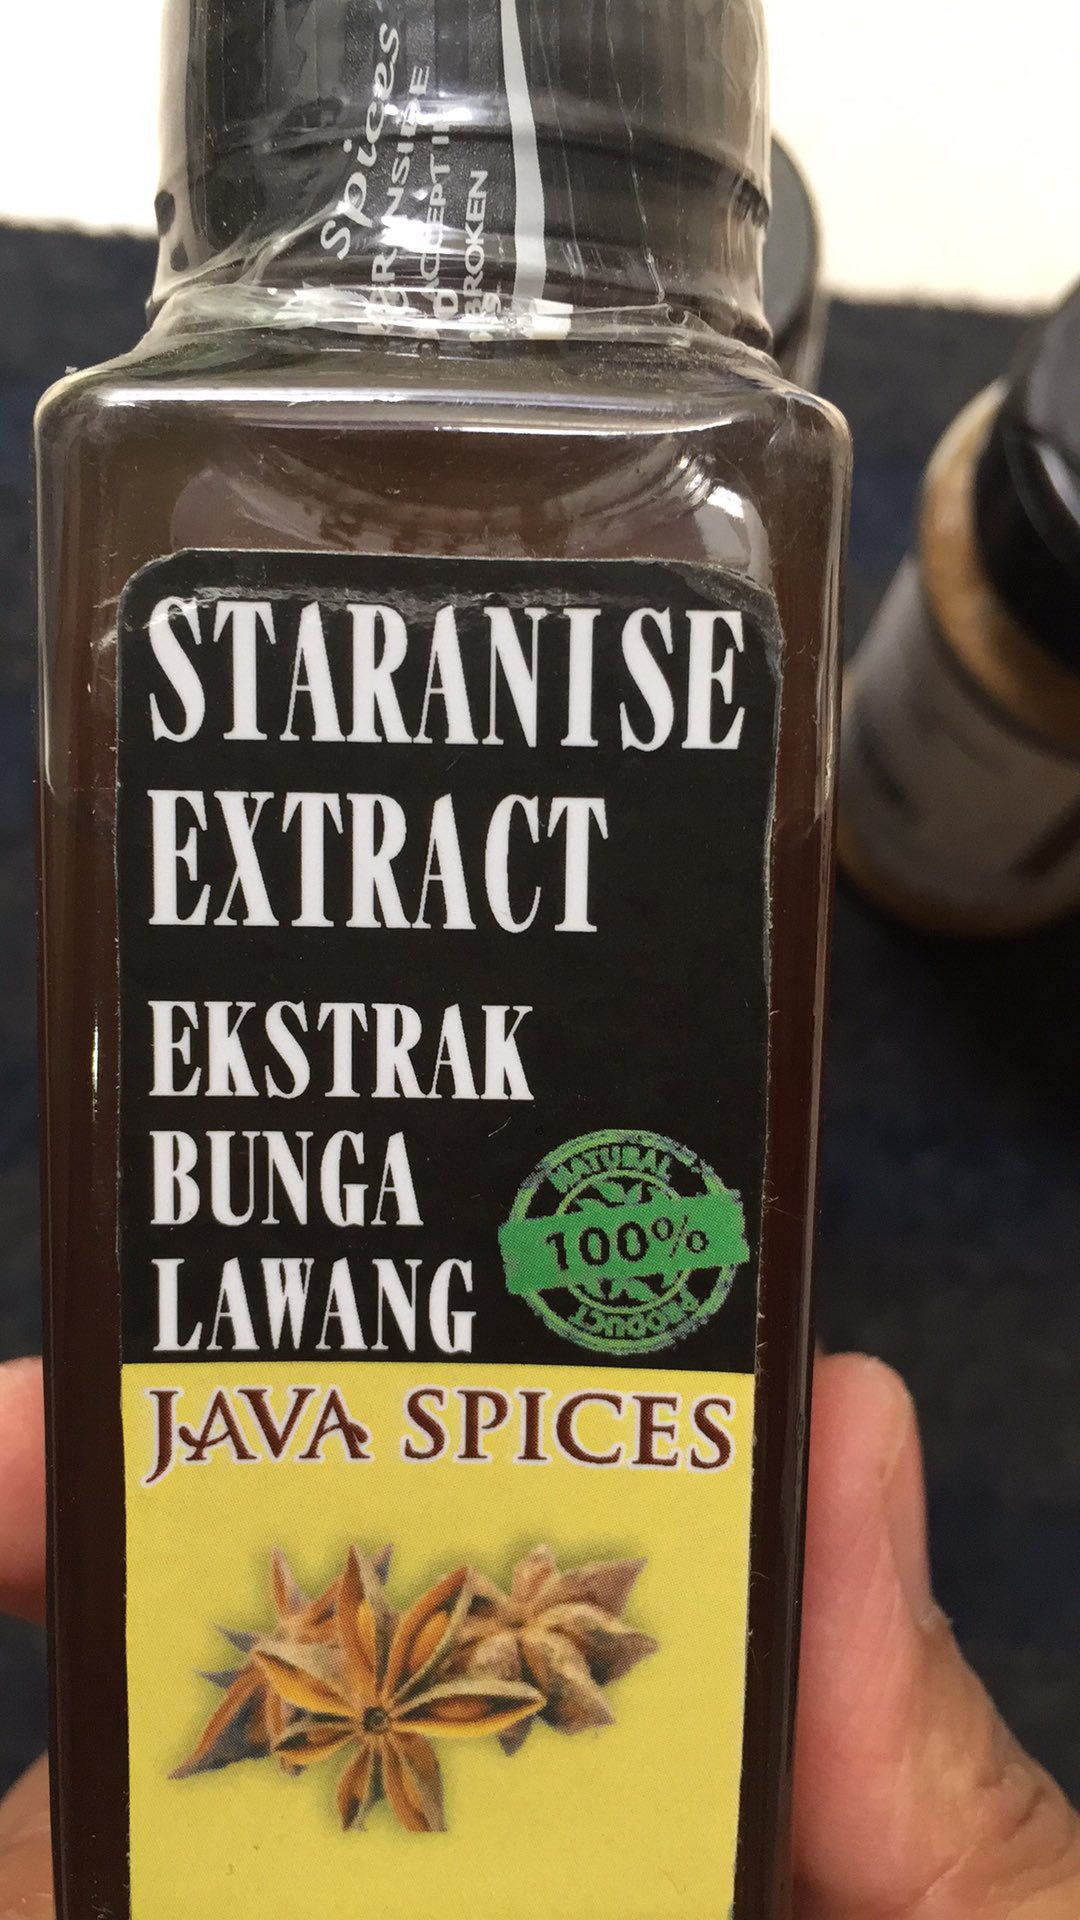 spices
BROKEN
STARANISE
EXTRACT
EKSTRAK
BUNGA
LAWANG
NATURAL
100%
PRODUCT
JAVA SPICES